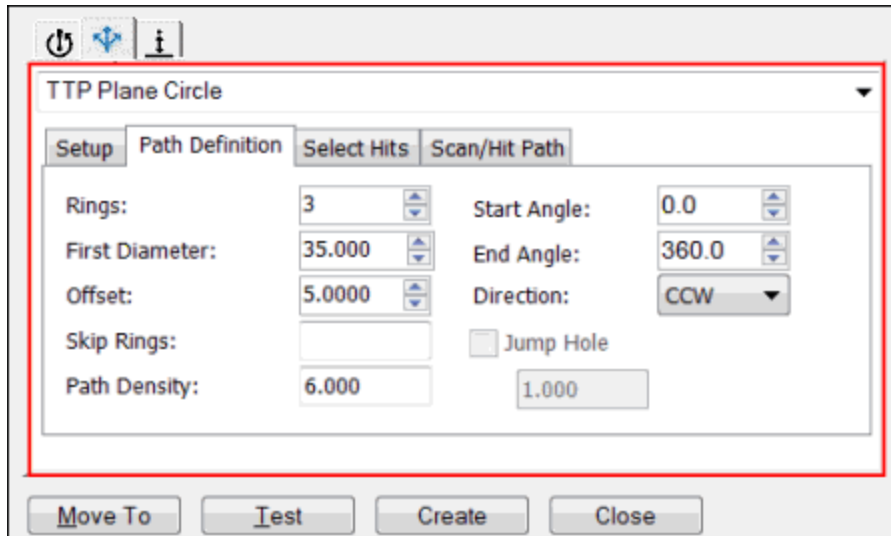 TTP Plane Circle
Setup Path Definition Select Hits Scan/Hit Path
Rings: 3 Start Angle: 0.0
First Diameter: 35.000 End Angle: 360.0
Offset: 5.0000 Direction: CCW
Skip Rings: Jump Hole
Path Density: 6.000 1.000
Move To Test Create Close